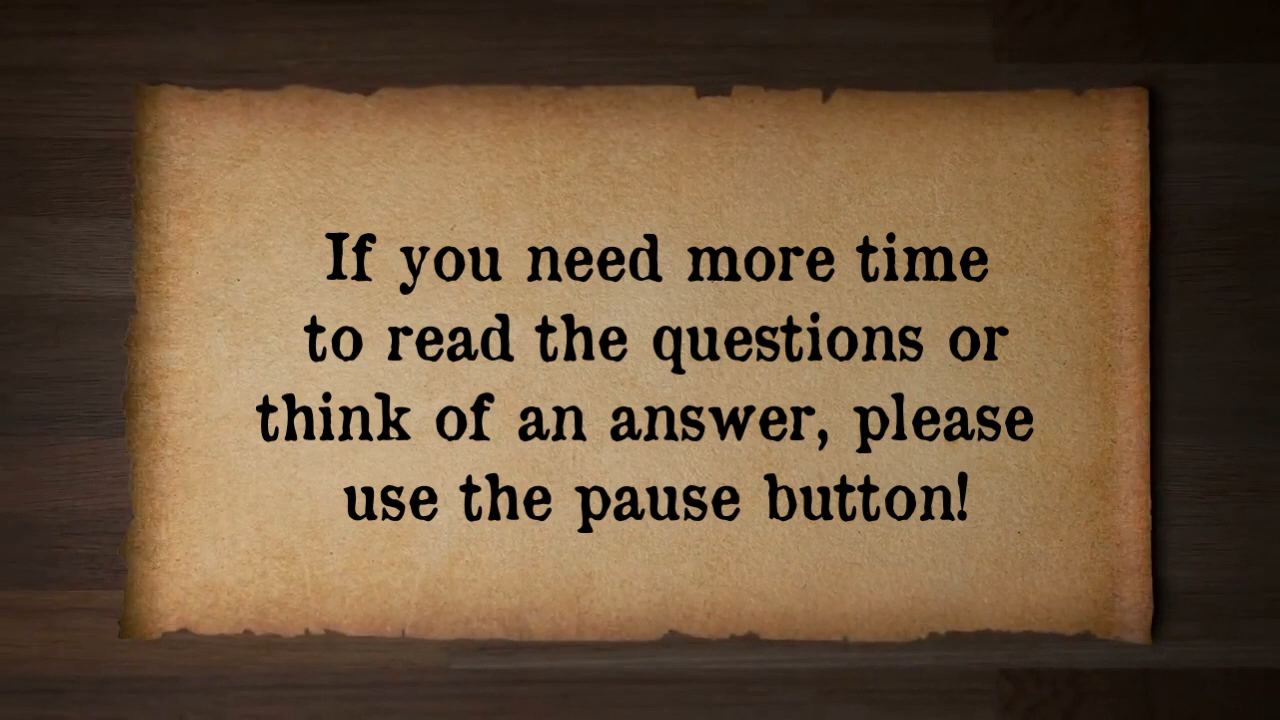 If you need more time
to read the questions or
think of an answer, please
use the pause button!